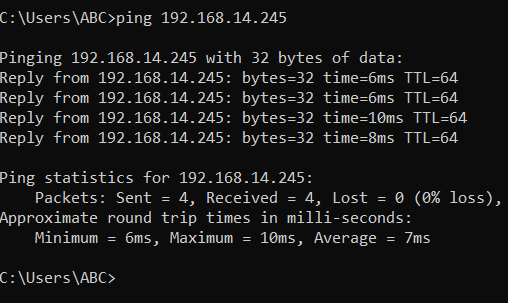 C:\Users\ABC>ping 192.168.14.245
Pinging 192.168.14.245 with 32 bytes of data:
Reply from 192.168.14.245: bytes=32 time=6ms TTL=64
Reply from 192.168.14.245: bytes=32 time=6ms TTL=64
Reply from 192.168.14.245: bytes=32 time=10ms TTL=64
Reply from 192.168.14.245: bytes=32 time=8ms TTL=64
Ping statistics for 192.168.14.245:
    Packets: Sent = 4, Received = 4, Lost = 0 (0% loss),
Approximate round trip times in milli-seconds:
    Minimum = 6ms, Maximum = 10ms, Average = 7ms
C:\Users\ABC>